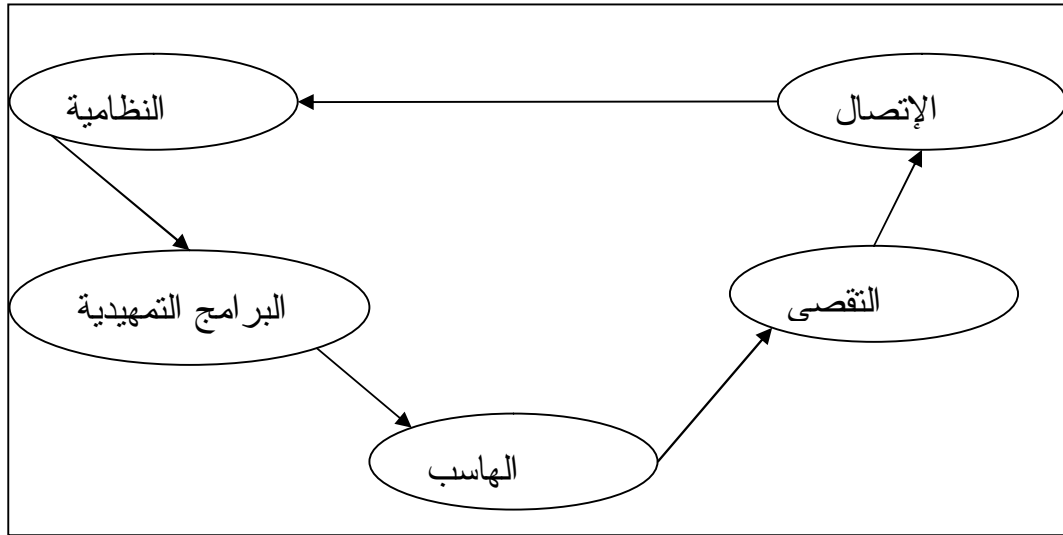 الإتصال
النظامية
التقصى
البرامج التمهيدية
الهاسب